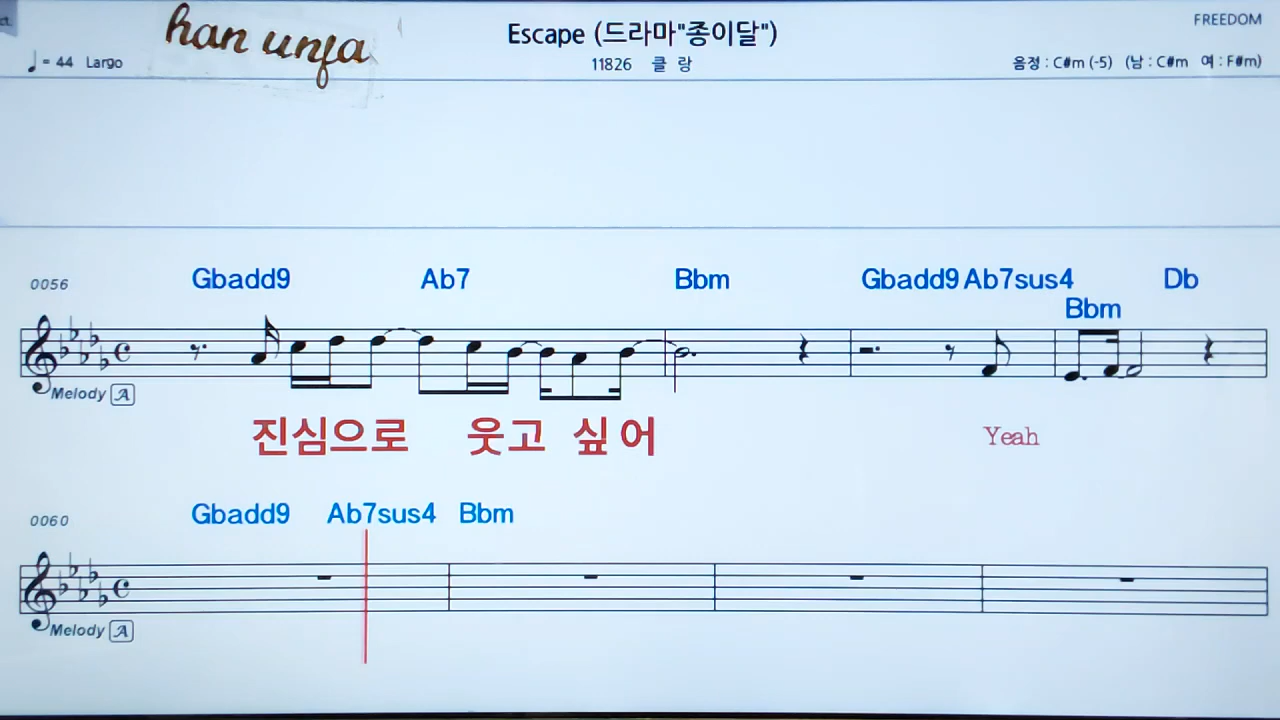 han unja
Escape (드라마"종이달")
FREEDOM
♩ = 44 Largo
11826 클 랑
음정 : C#m (-5) (남 : C#m 여 : F#m)
0056
Gbadd9 Ab7 Bbm Gbadd9 Ab7sus4 Db
Bbm
Melody A
진심으로 웃고 싶어 Yeah
0060
Gbadd9 Ab7sus4 Bbm
Melody A